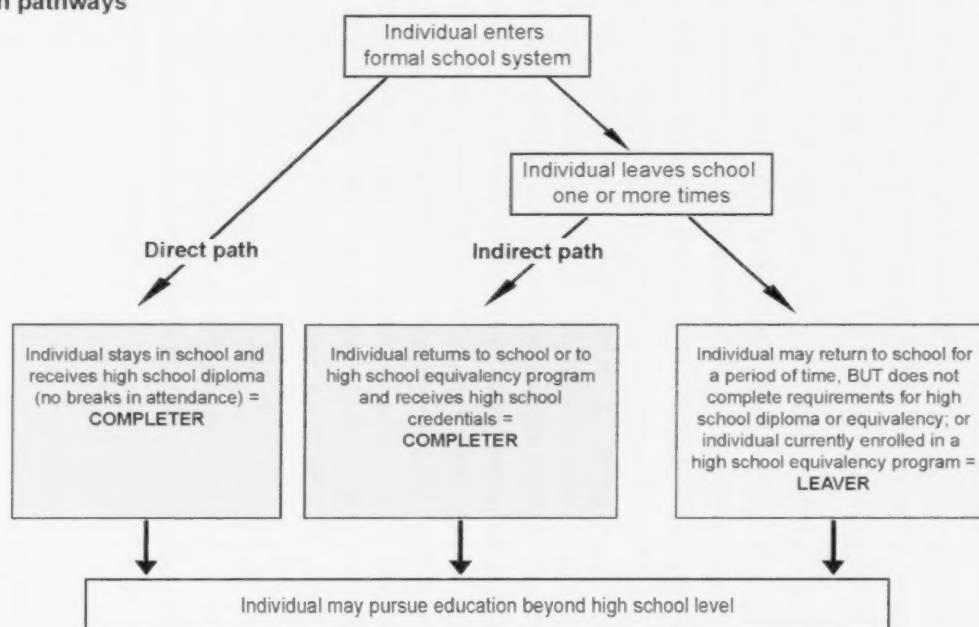 pathways
Individual enters
formal school system
Individual leaves school
one or more times
Direct path
Indirect path
Individual stays in school and
receives high school diploma
(no breaks in attendance) =
COMPLETER
Individual returns to school or to
high school equivalency program
and receives high school
credentials =
COMPLETER
Individual may return to school for
a period of time, BUT does not
complete requirements for high
school diploma or equivalency; or
individual currently enrolled in a
high school equivalency program =
LEAVER
Individual may pursue education beyond high school level